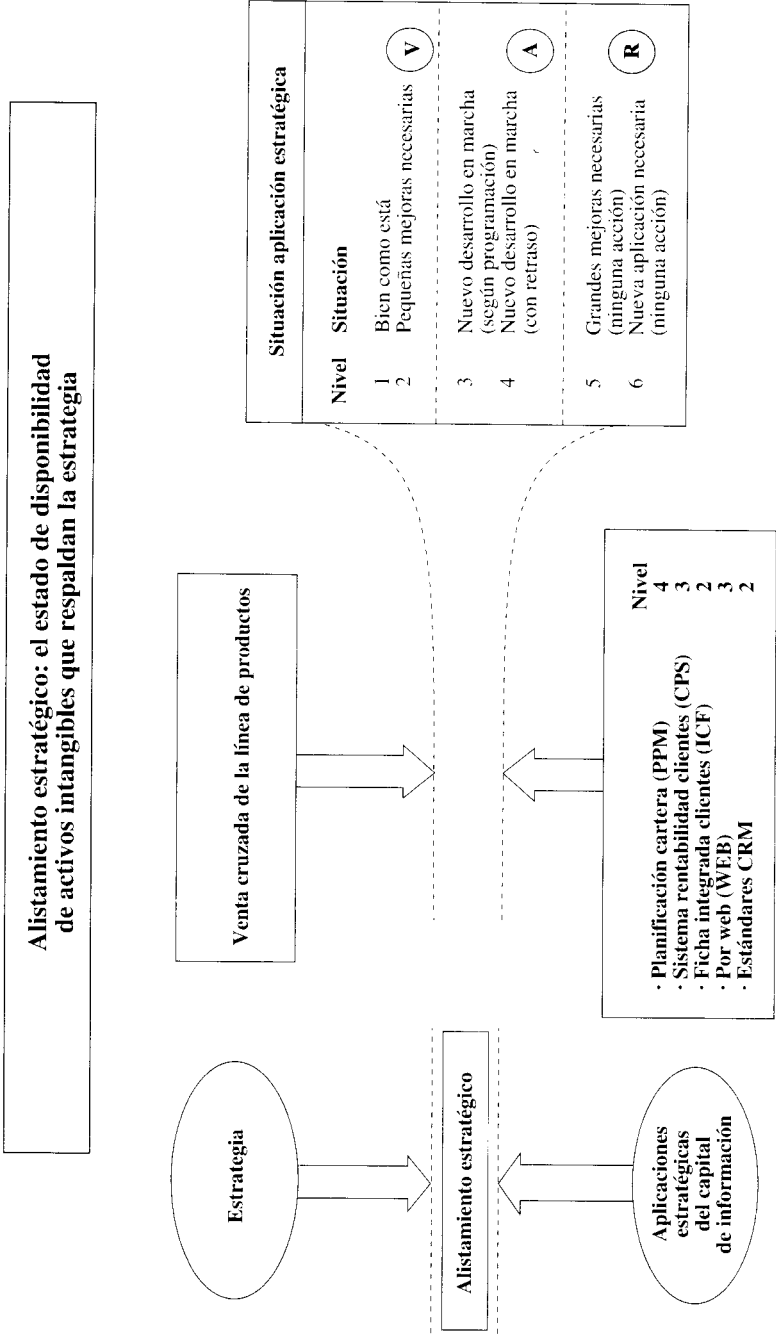 Alistamiento estratégico: el estado de disponibilidad
de activos intangibles que respaldan la estrategia
Estrategia
Alistamiento estratégico
Aplicaciones
estratégicas
del capital
de información
Venta cruzada de la línea de productos
Nivel
· Planificación cartera (PPM) 4
· Sistema rentabilidad clientes (CPS) 3
· Ficha integrada clientes (ICF) 2
· Por web (WEB) 3
· Estándares CRM 2
Situación aplicación estratégica
Nivel Situación
1 Bien como está
2 Pequeñas mejoras necesarias V
3 Nuevo desarrollo en marcha
(según programación)
4 Nuevo desarrollo en marcha A
(con retraso)
5 Grandes mejoras necesarias
(ninguna acción)
6 Nueva aplicación necesaria R
(ninguna acción)